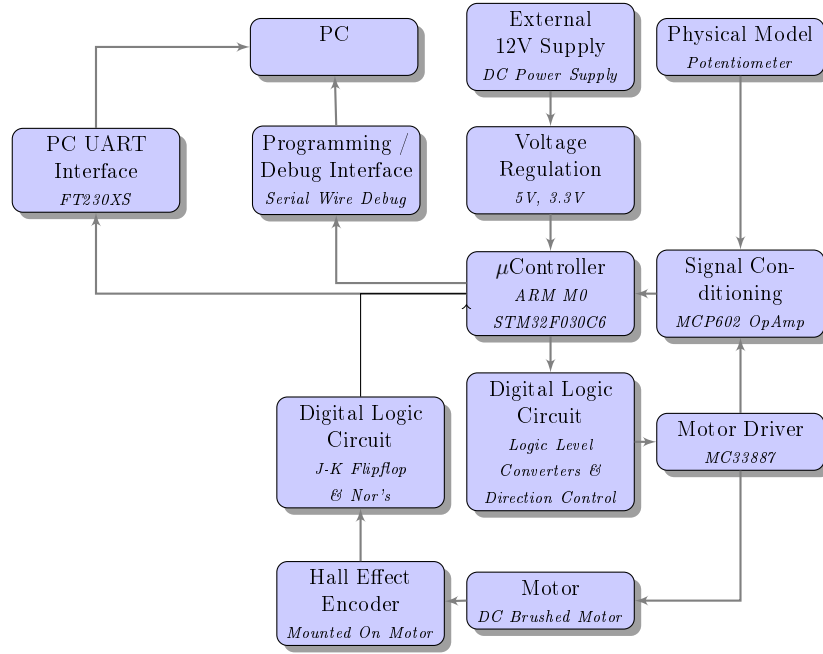 PC
External
12V Supply
DC Power Supply
Physical Model
Potentiometer
PC UART
Interface
FT230XS
Programming /
Debug Interface
Serial Wire Debug
Voltage
Regulation
5V, 3.3V
μController
ARM M0
STM32F030C6
Signal Con-
ditioning
MCP602 OpAmp
Digital Logic
Circuit
J-K Flipflop
& Nor's
Digital Logic
Circuit
Logic Level
Converters &
Direction Control
Motor Driver
MC33887
Hall Effect
Encoder
Mounted On Motor
Motor
DC Brushed Motor